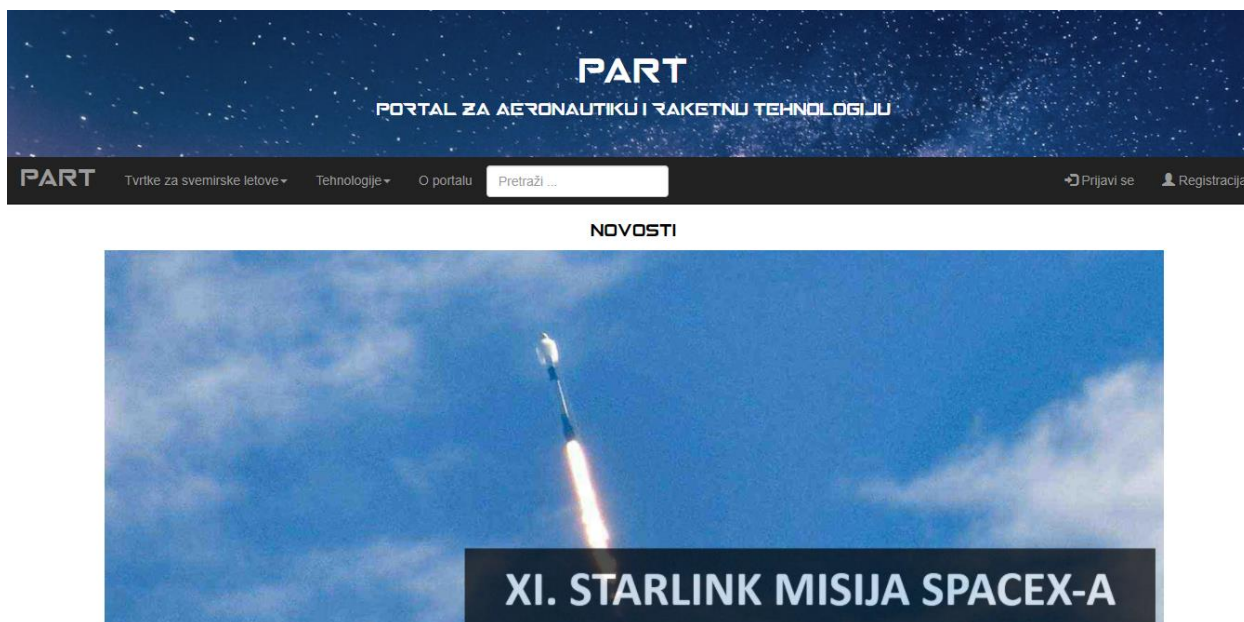 PART
PORTAL ZA AERONAUTIKU I RAKETNU TEHNOLOGIJU
PART Tvrtke za svemirske letove Tehnologije O portalu Pretraži ... Prijavi se Registracija
NOVOSTI
XI. STARLINK MISIJA SPACEX-A